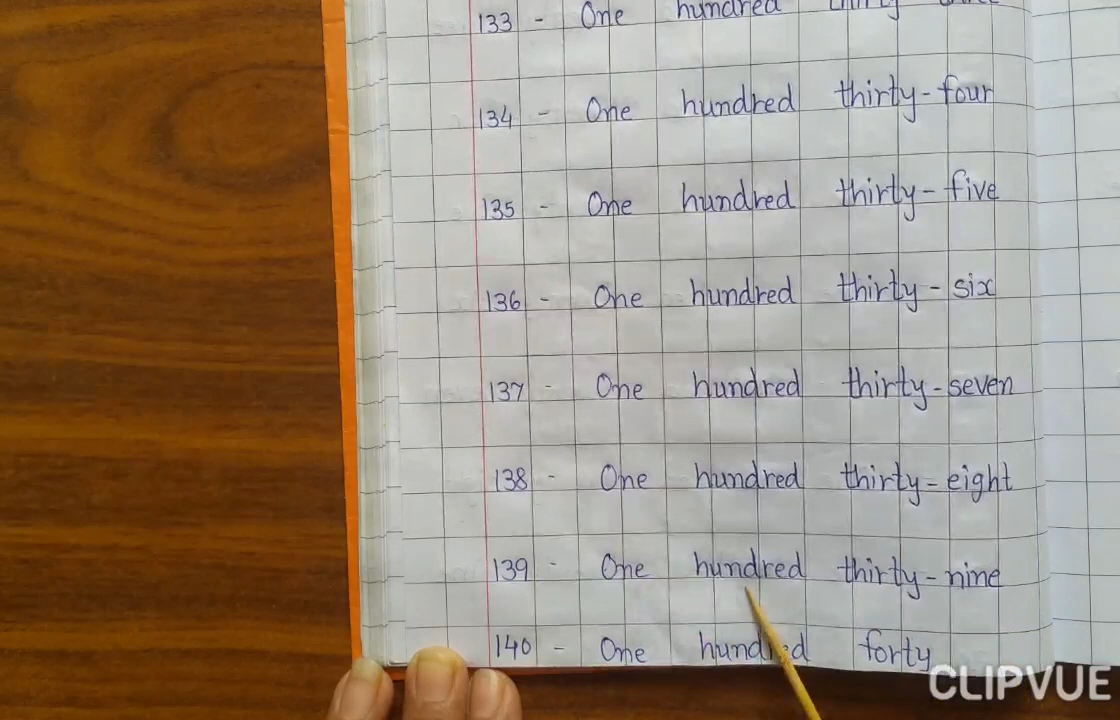 133 - One hundred thirty three
134 - One hundred thirty-four
135 - One hundred thirty-five
136 - One hundred thirty-six
137 - One hundred thirty-seven
138 - One hundred thirty-eight
139 - One hundred thirty-nine
140 - One hundred forty
CLIPVUE